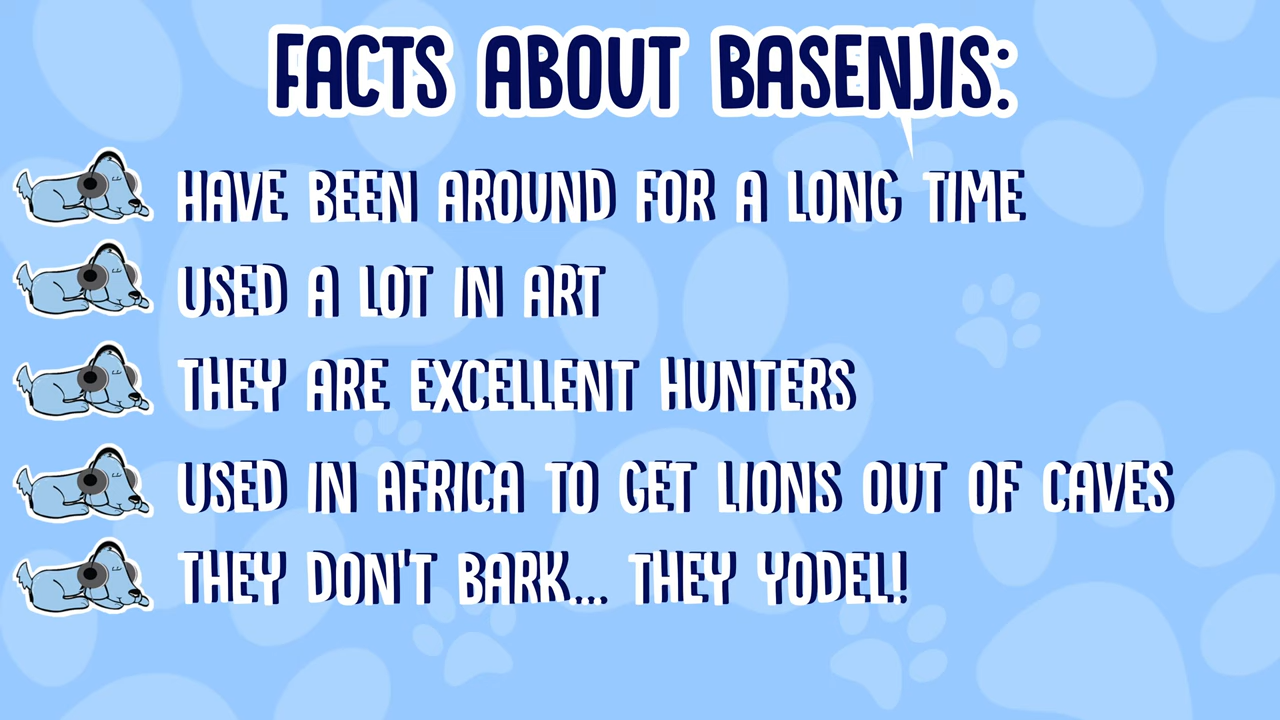 FACTS ABOUT BASENJIS:
HAVE BEEN AROUND FOR A LONG TIME
USED A LOT IN ART
THEY ARE EXCELLENT HUNTERS
USED IN AFRICA TO GET LIONS OUT OF CAVES
THEY DON'T BARK... THEY YODEL!